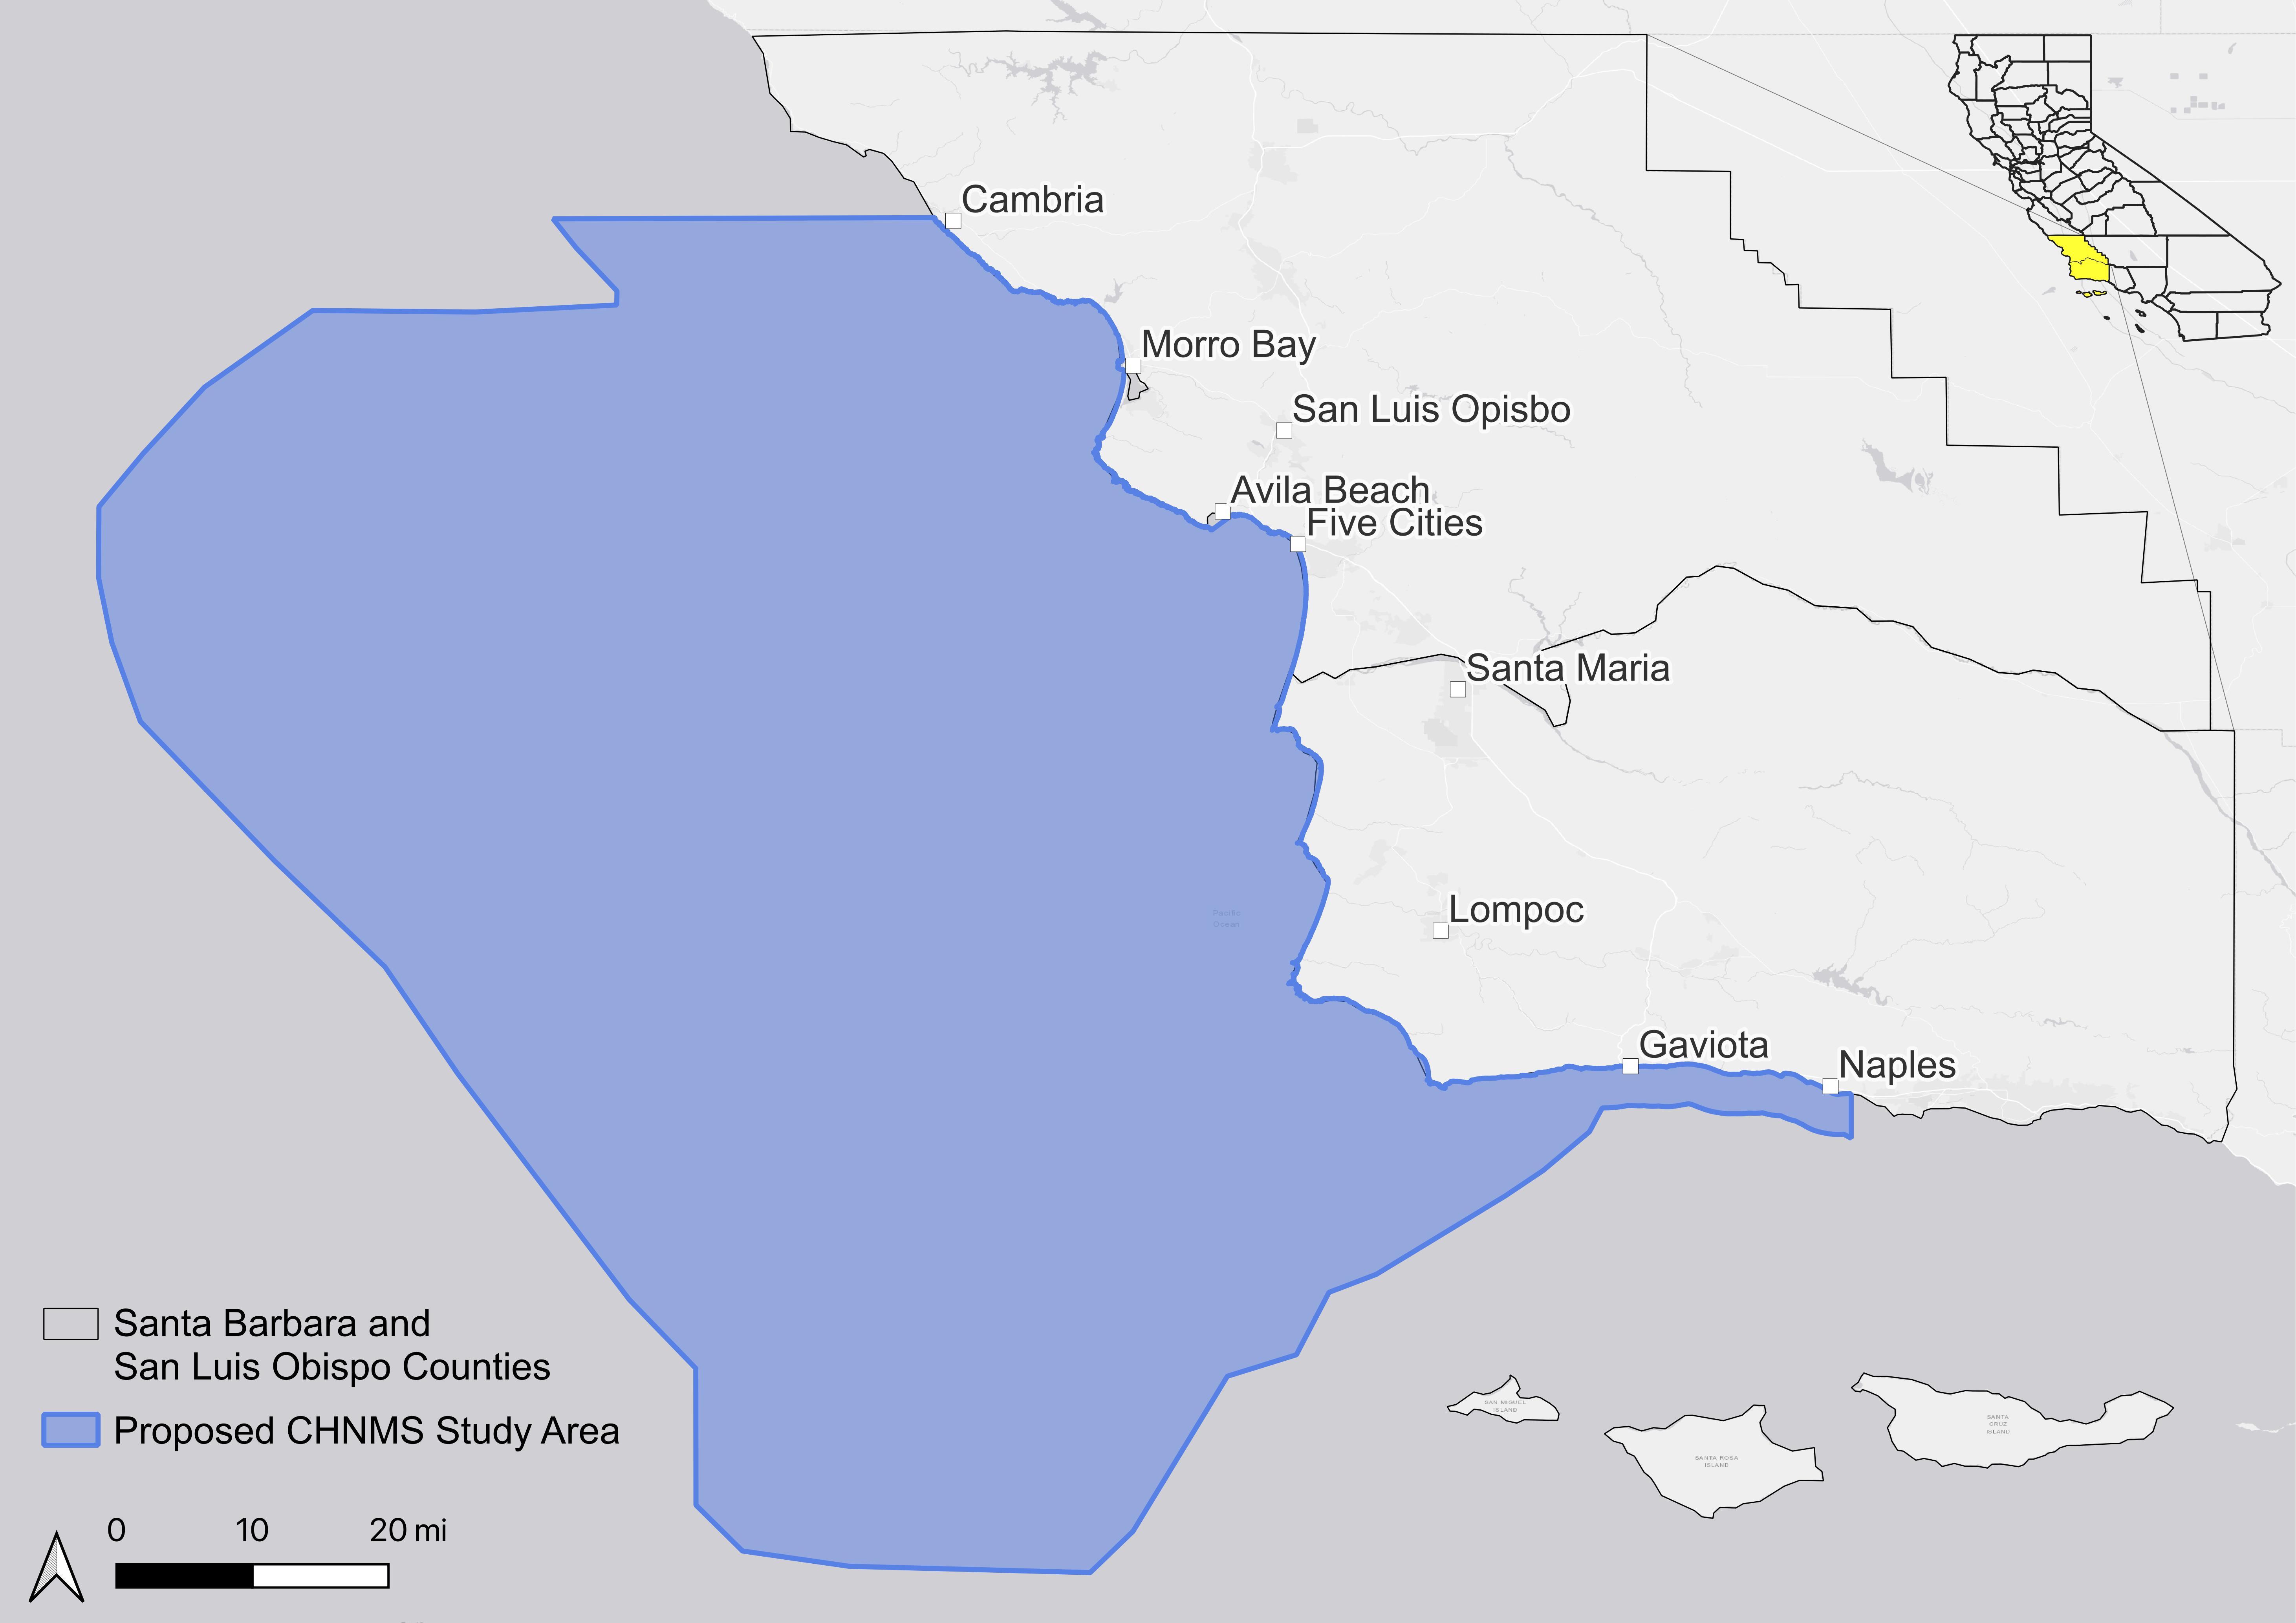 Cambria
Morro Bay
San Luis Opisbo
Avila Beach
Five Cities
Santa Maria
Pacific
Ocean
Lompoc
Gaviota
Naples
Santa Barbara and
San Luis Obispo Counties
Proposed CHNMS Study Area
SAN MIGUEL
ISLAND
SANTA ROSA
ISLAND
SANTA
CRUZ
ISLAND
0 10 20 mi